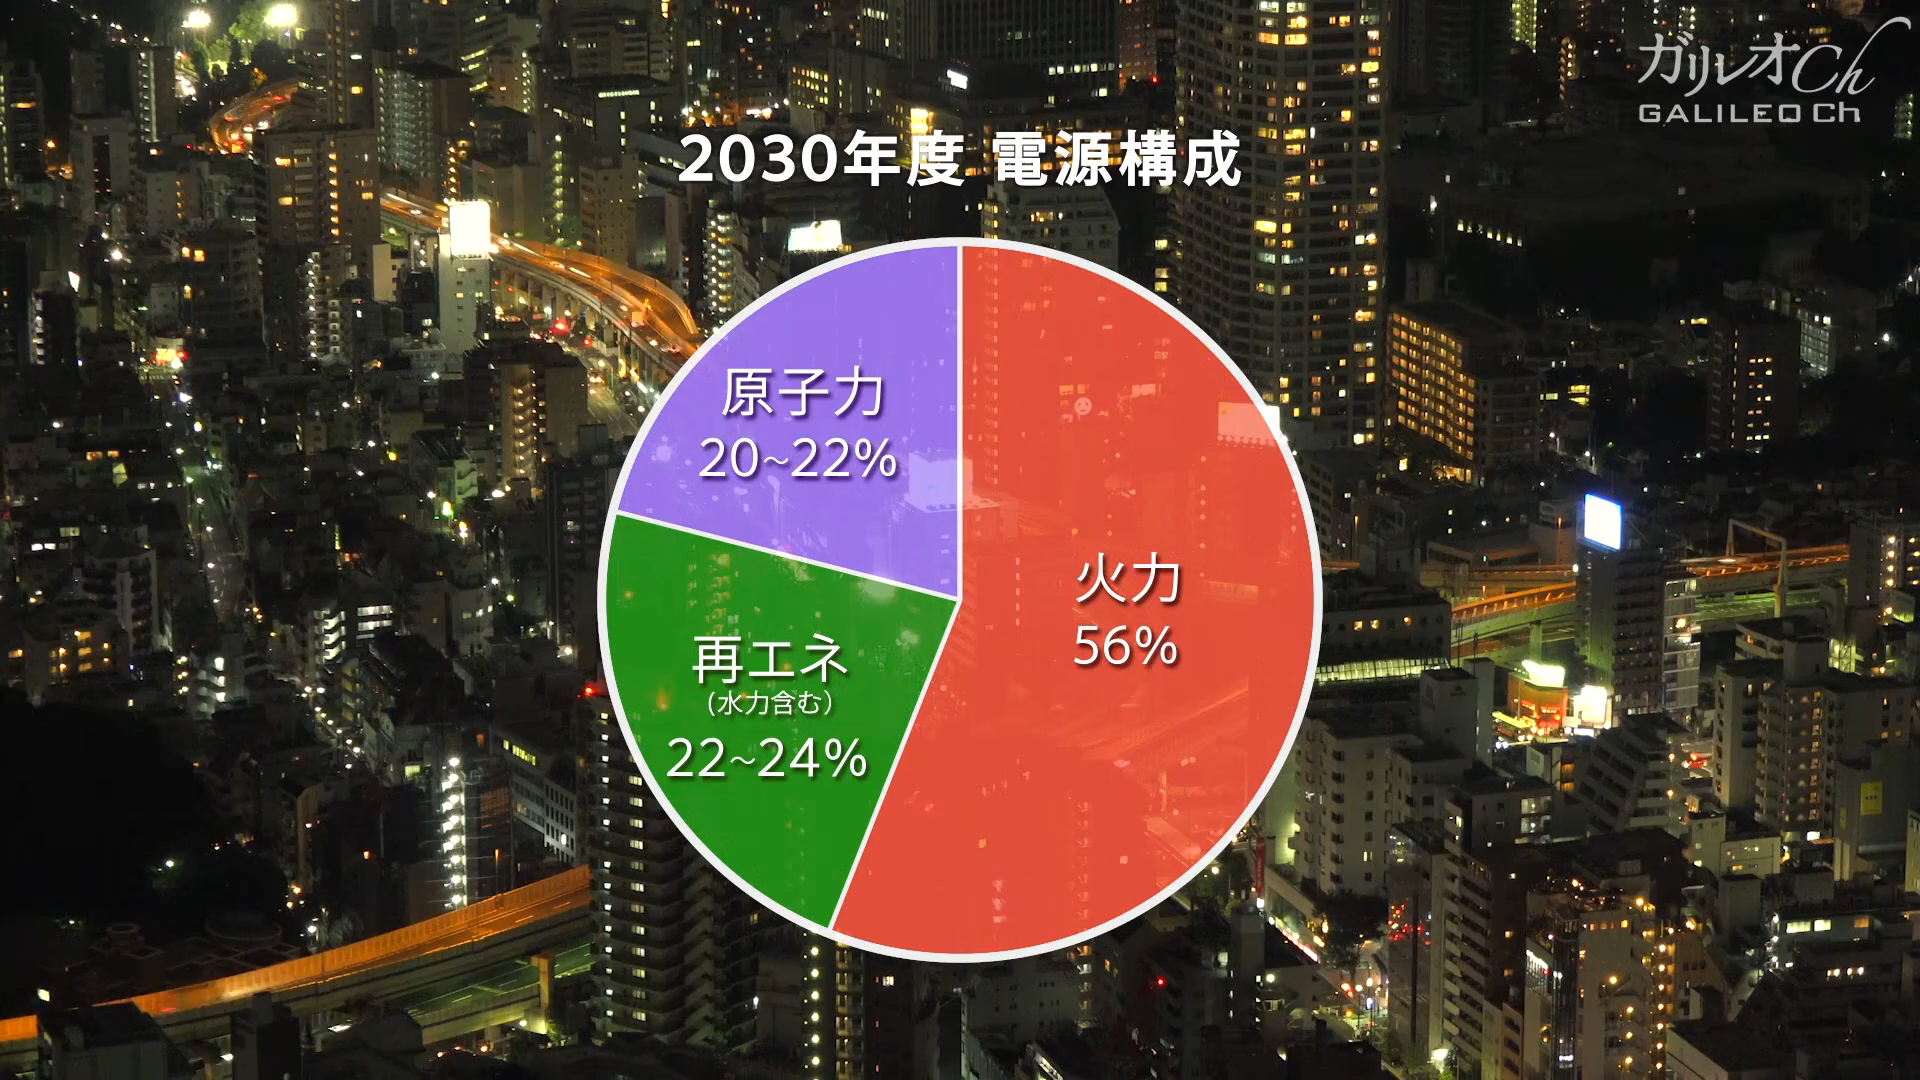 ガリレオCh
GALILEO Ch
2030年度 電源構成
原子力
20~22%
火力
56%
再エネ
(水力含む)
22~24%